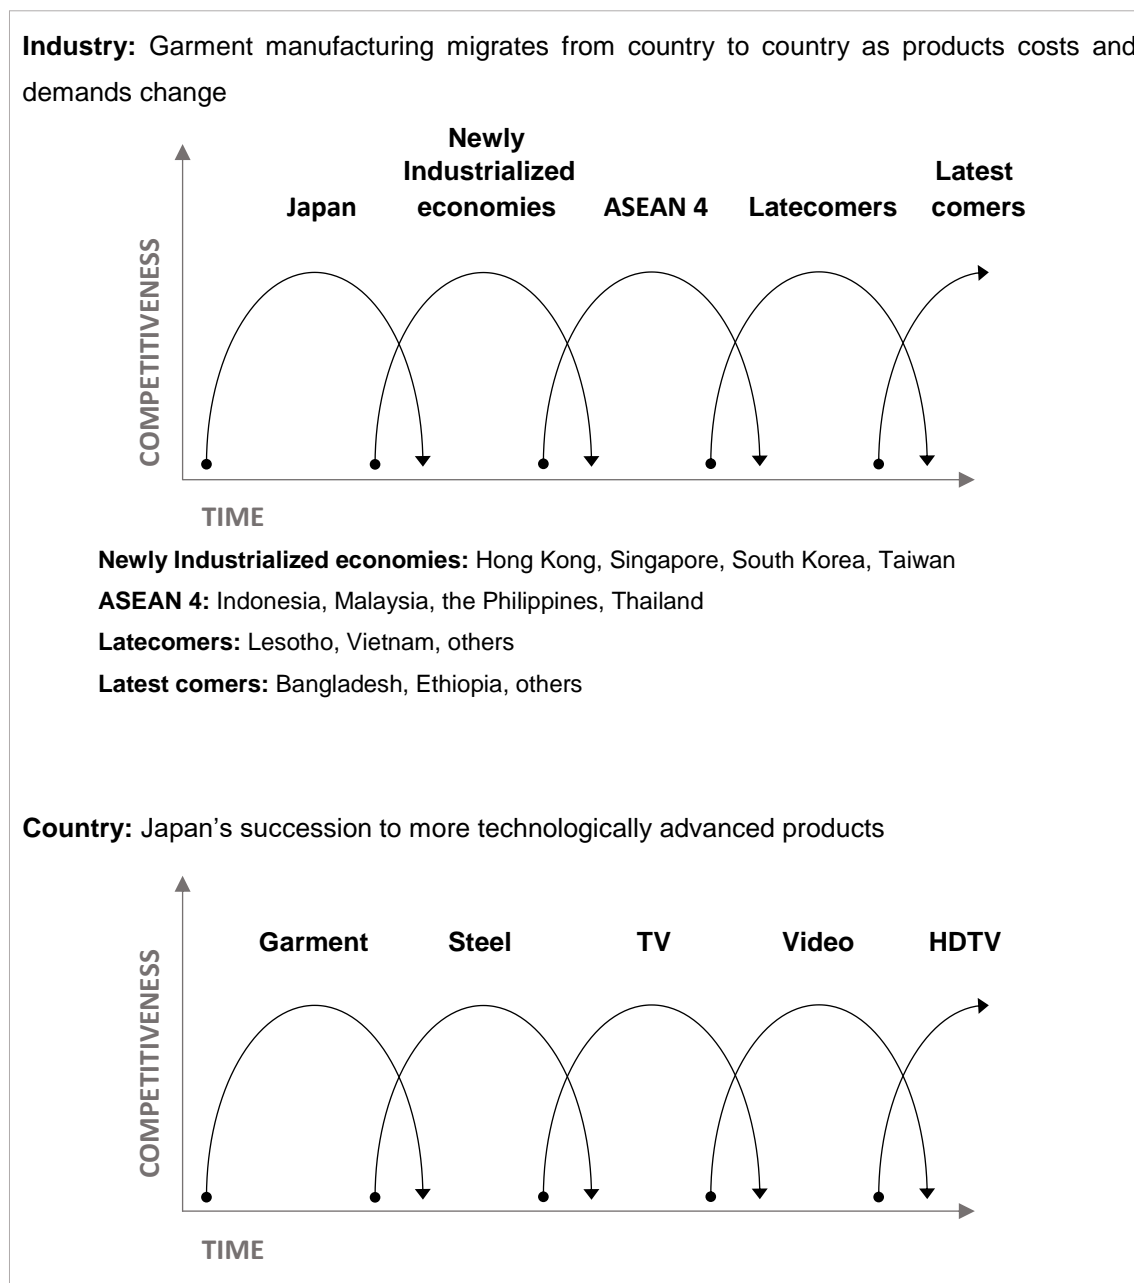 Industry: Garment manufacturing migrates from country to country as products costs and
demands change
Newly
Industrialized
economies
Japan
ASEAN 4
Latecomers
Latest
comers
COMPETITIVENESS
TIME
Newly Industrialized economies: Hong Kong, Singapore, South Korea, Taiwan
ASEAN 4: Indonesia, Malaysia, the Philippines, Thailand
Latecomers: Lesotho, Vietnam, others
Latest comers: Bangladesh, Ethiopia, others
Country: Japan’s succession to more technologically advanced products
Garment
Steel
TV
Video
HDTV
COMPETITIVENESS
TIME